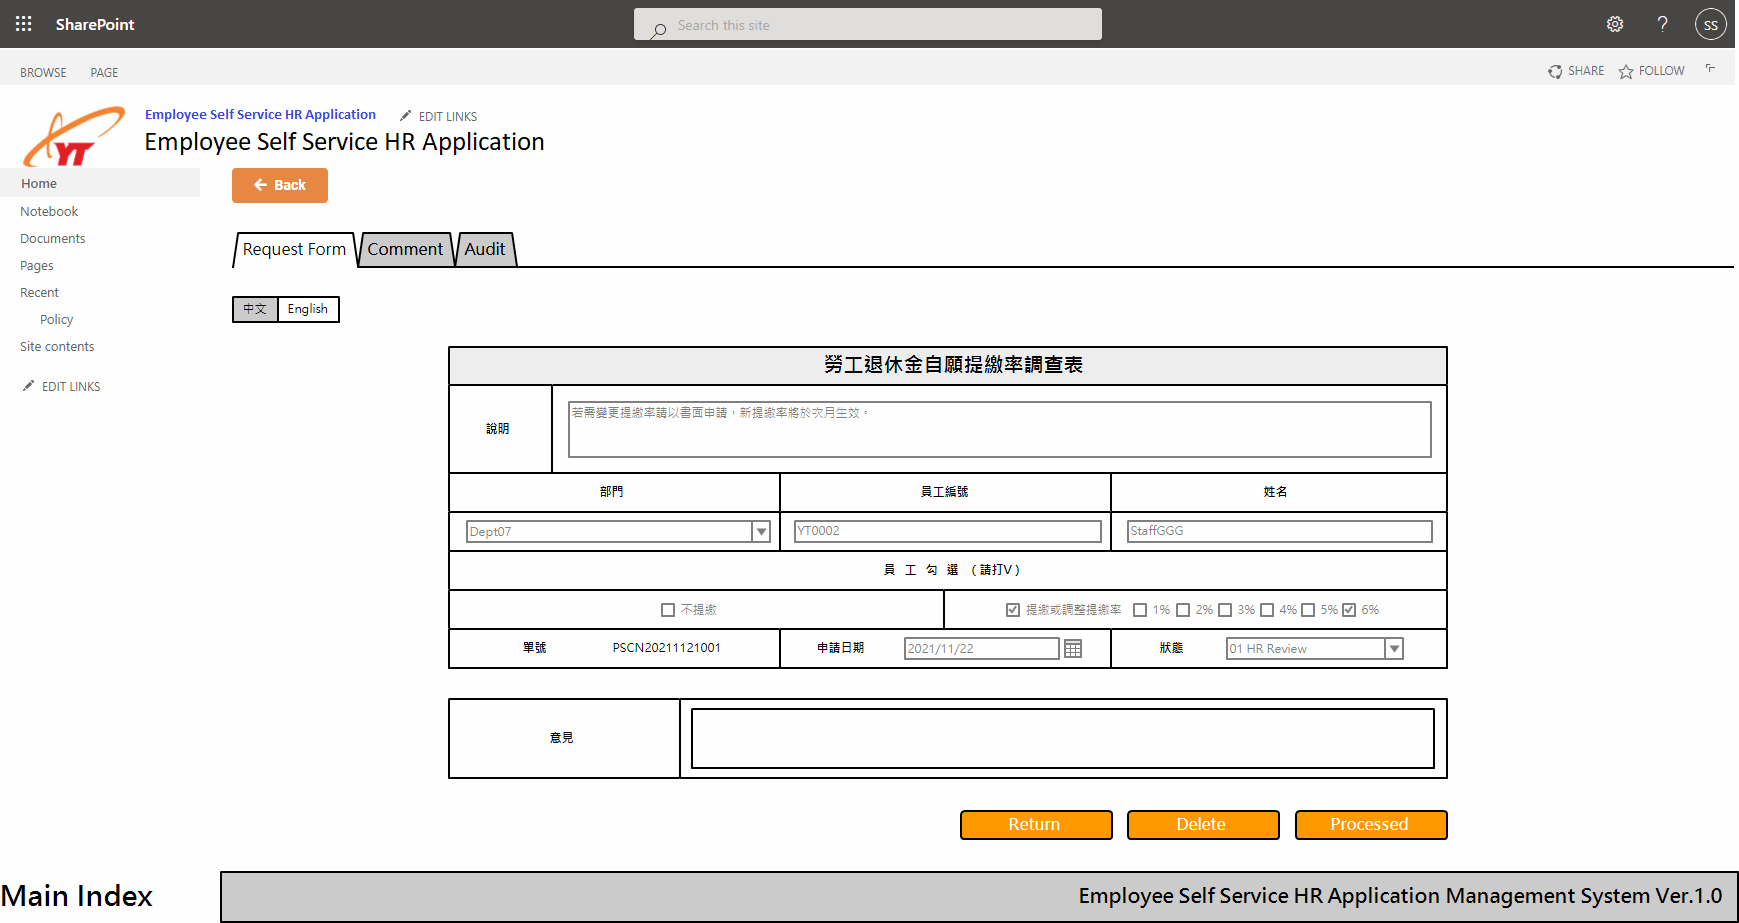 SharePoint
Search this site
?
SS
BROWSE PAGE
SHARE FOLLOW
YT
Employee Self Service HR Application EDIT LINKS
Employee Self Service HR Application
Home
Notebook
Documents
Pages
Recent
Policy
Site contents
EDIT LINKS
Back
Request Form Comment Audit
中文 English
勞工退休金自願提繳率調查表
說明
若需變更提繳率請以書面申請，新提繳率將於次月生效。
部門 員工編號 姓名
Dept07 YT0002 StaffGGG
員 工 勾 選 （請打V）
不提繳 提繳或調整提繳率 1% 2% 3% 4% 5% 6%
單號 PSCN20211121001 申請日期 2021/11/22 狀態 01 HR Review
意見
Return Delete Processed
Main Index
Employee Self Service HR Application Management System Ver.1.0